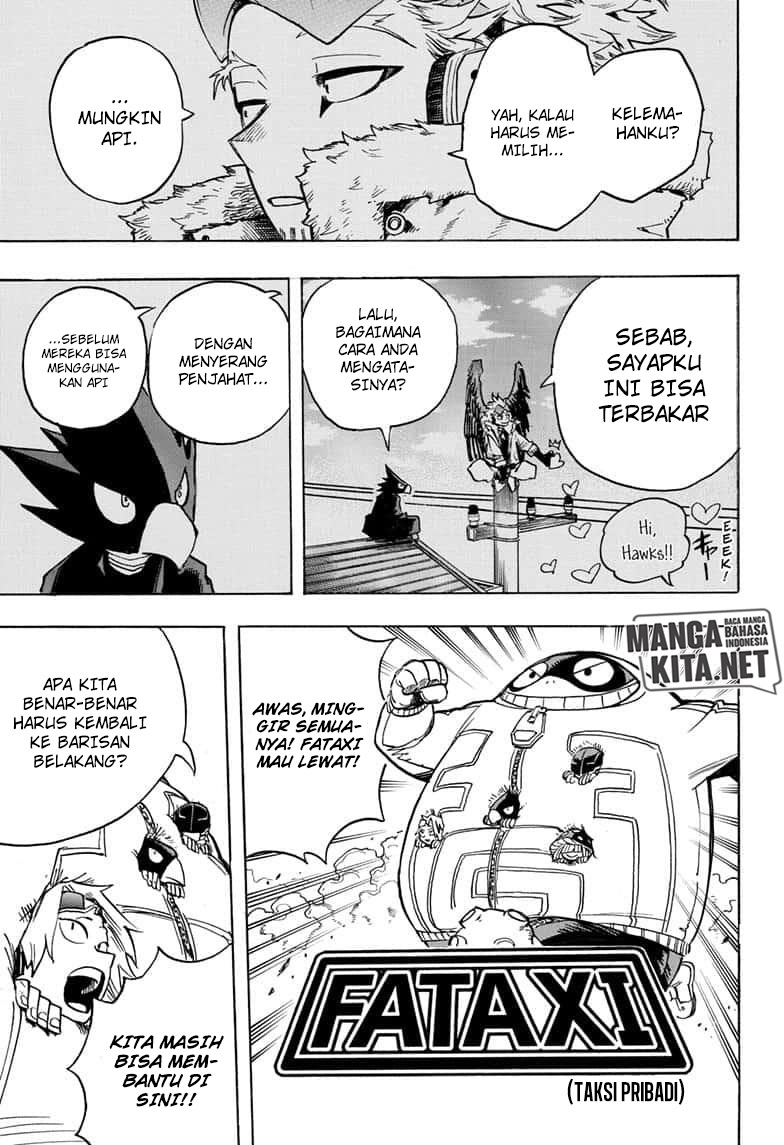 KELEMA-
HANKU?
YAH, KALAU
HARUS ME-
MILIH...
...
MUNGKIN
API.
SEBAB,
SAYAPKU
INI BISA
TERBAKAR
EEEK!
キャー
Hi,
Hawks!!
LALU,
BAGAIMANA
CARA ANDA
MENGATA-
SINYA?
DENGAN
MENYERANG
PENJAHAT...
...SEBELUM
MEREKA BISA
MENGGUNA-
KAN API
MANGA
KITA.NET
BACA MANGA
BAHASA
INDONESIA
AWAS, MING-
GIR SEMUA-
NYA! FATAXI
MAU LEWAT!
FATAXI
(TAKSI PRIBADI)
APA KITA
BENAR-BENAR
HARUS KEMBALI
KE BARISAN
BELAKANG?
KITA MASIH
BISA MEM-
BANTU DI
SINI!!